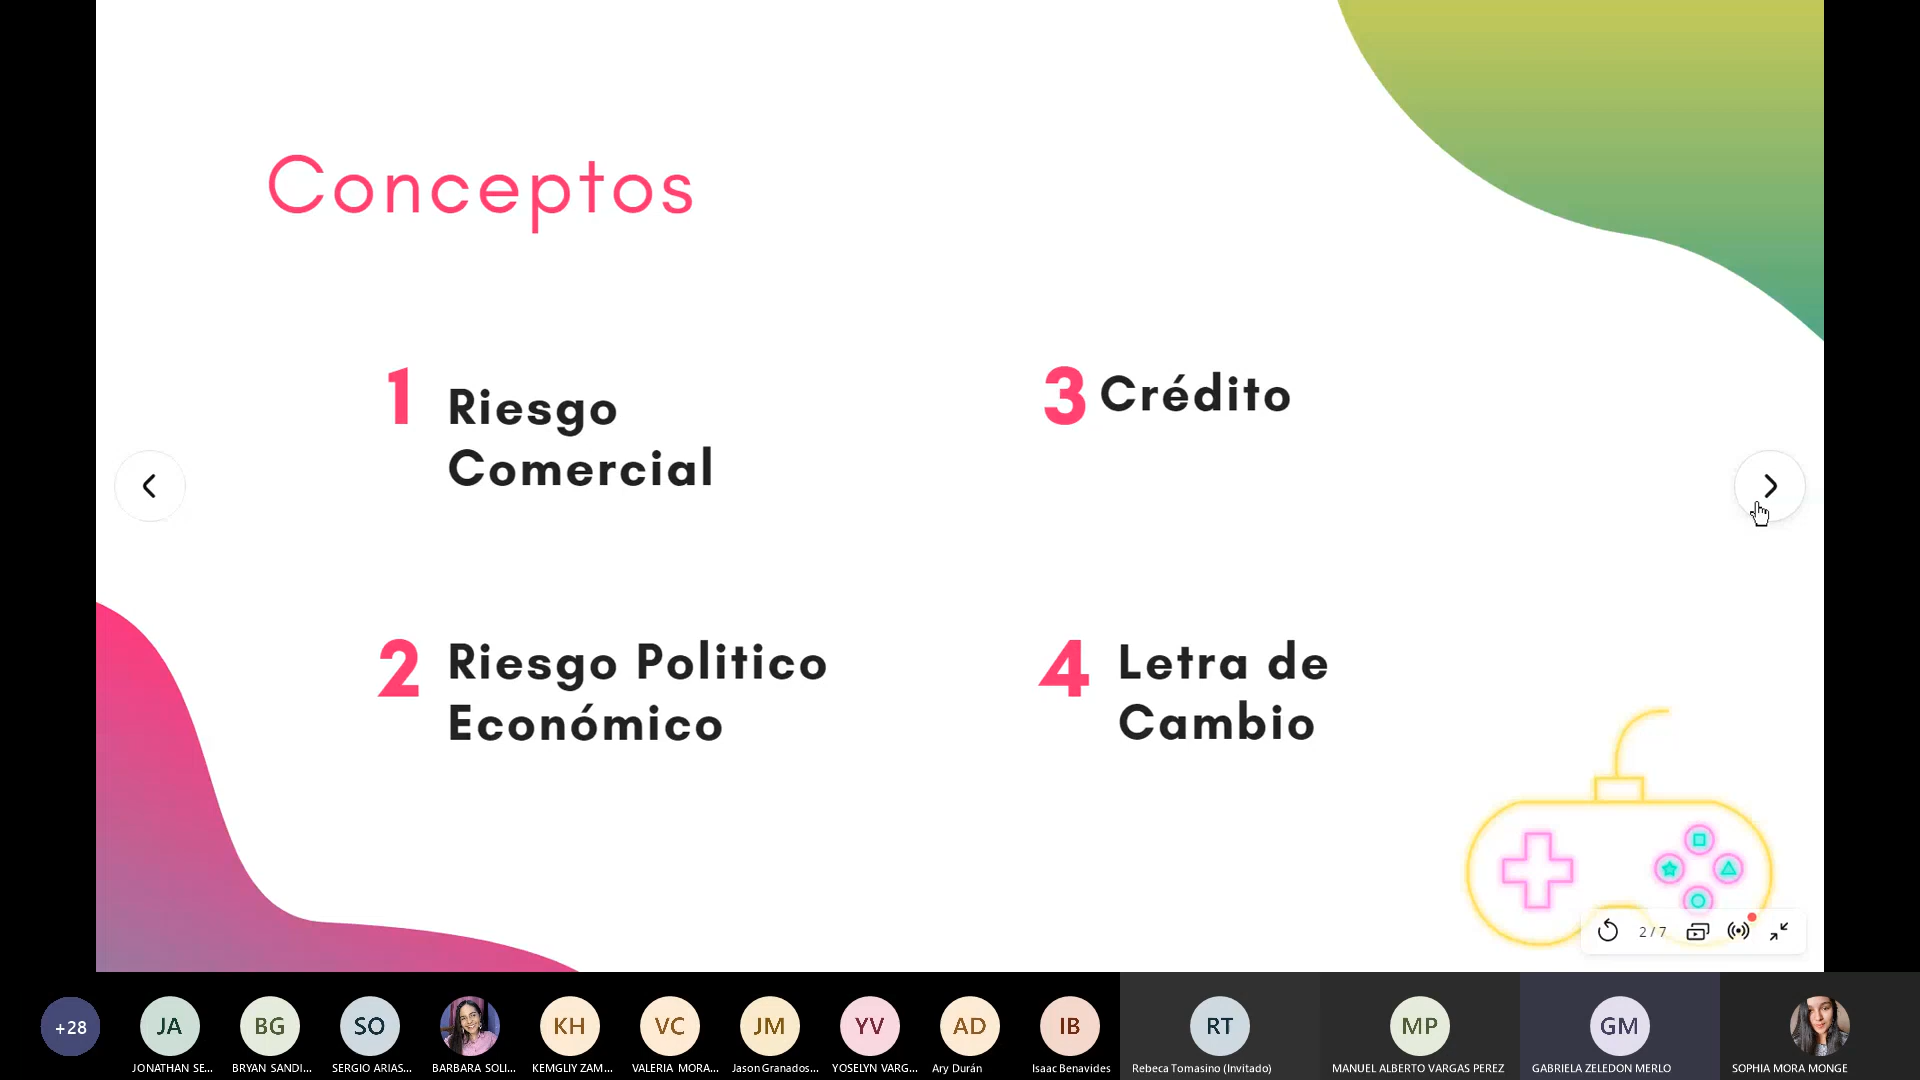 Conceptos
1 Riesgo
Comercial
3 Crédito
2 Riesgo Politico
Económico
4 Letra de
Cambio
2 / 7
+28
JA
BG
SO
KH
VC
JM
YV
AD
IB
RT
MP
GM
JONATHAN SE...
BRYAN SANDI...
SERGIO ARIAS...
BARBARA SOLI...
KEMGLIY ZAM...
VALERIA MORA...
Jason Granados...
YOSELYN VARG...
Ary Durán
Isaac Benavides
Rebeca Tomasino (Invitado)
MANUEL ALBERTO VARGAS PEREZ
GABRIELA ZELEDON MERLO
SOPHIA MORA MONGE